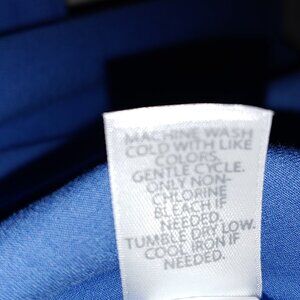 MACHINE WASH
COLD WITH LIKE
COLORS.
GENTLE CYCLE.
ONLY NON-
CHLORINE
BLEACH IF
NEEDED.
TUMBLE DRY LOW.
COOL IRON IF
NEEDED.